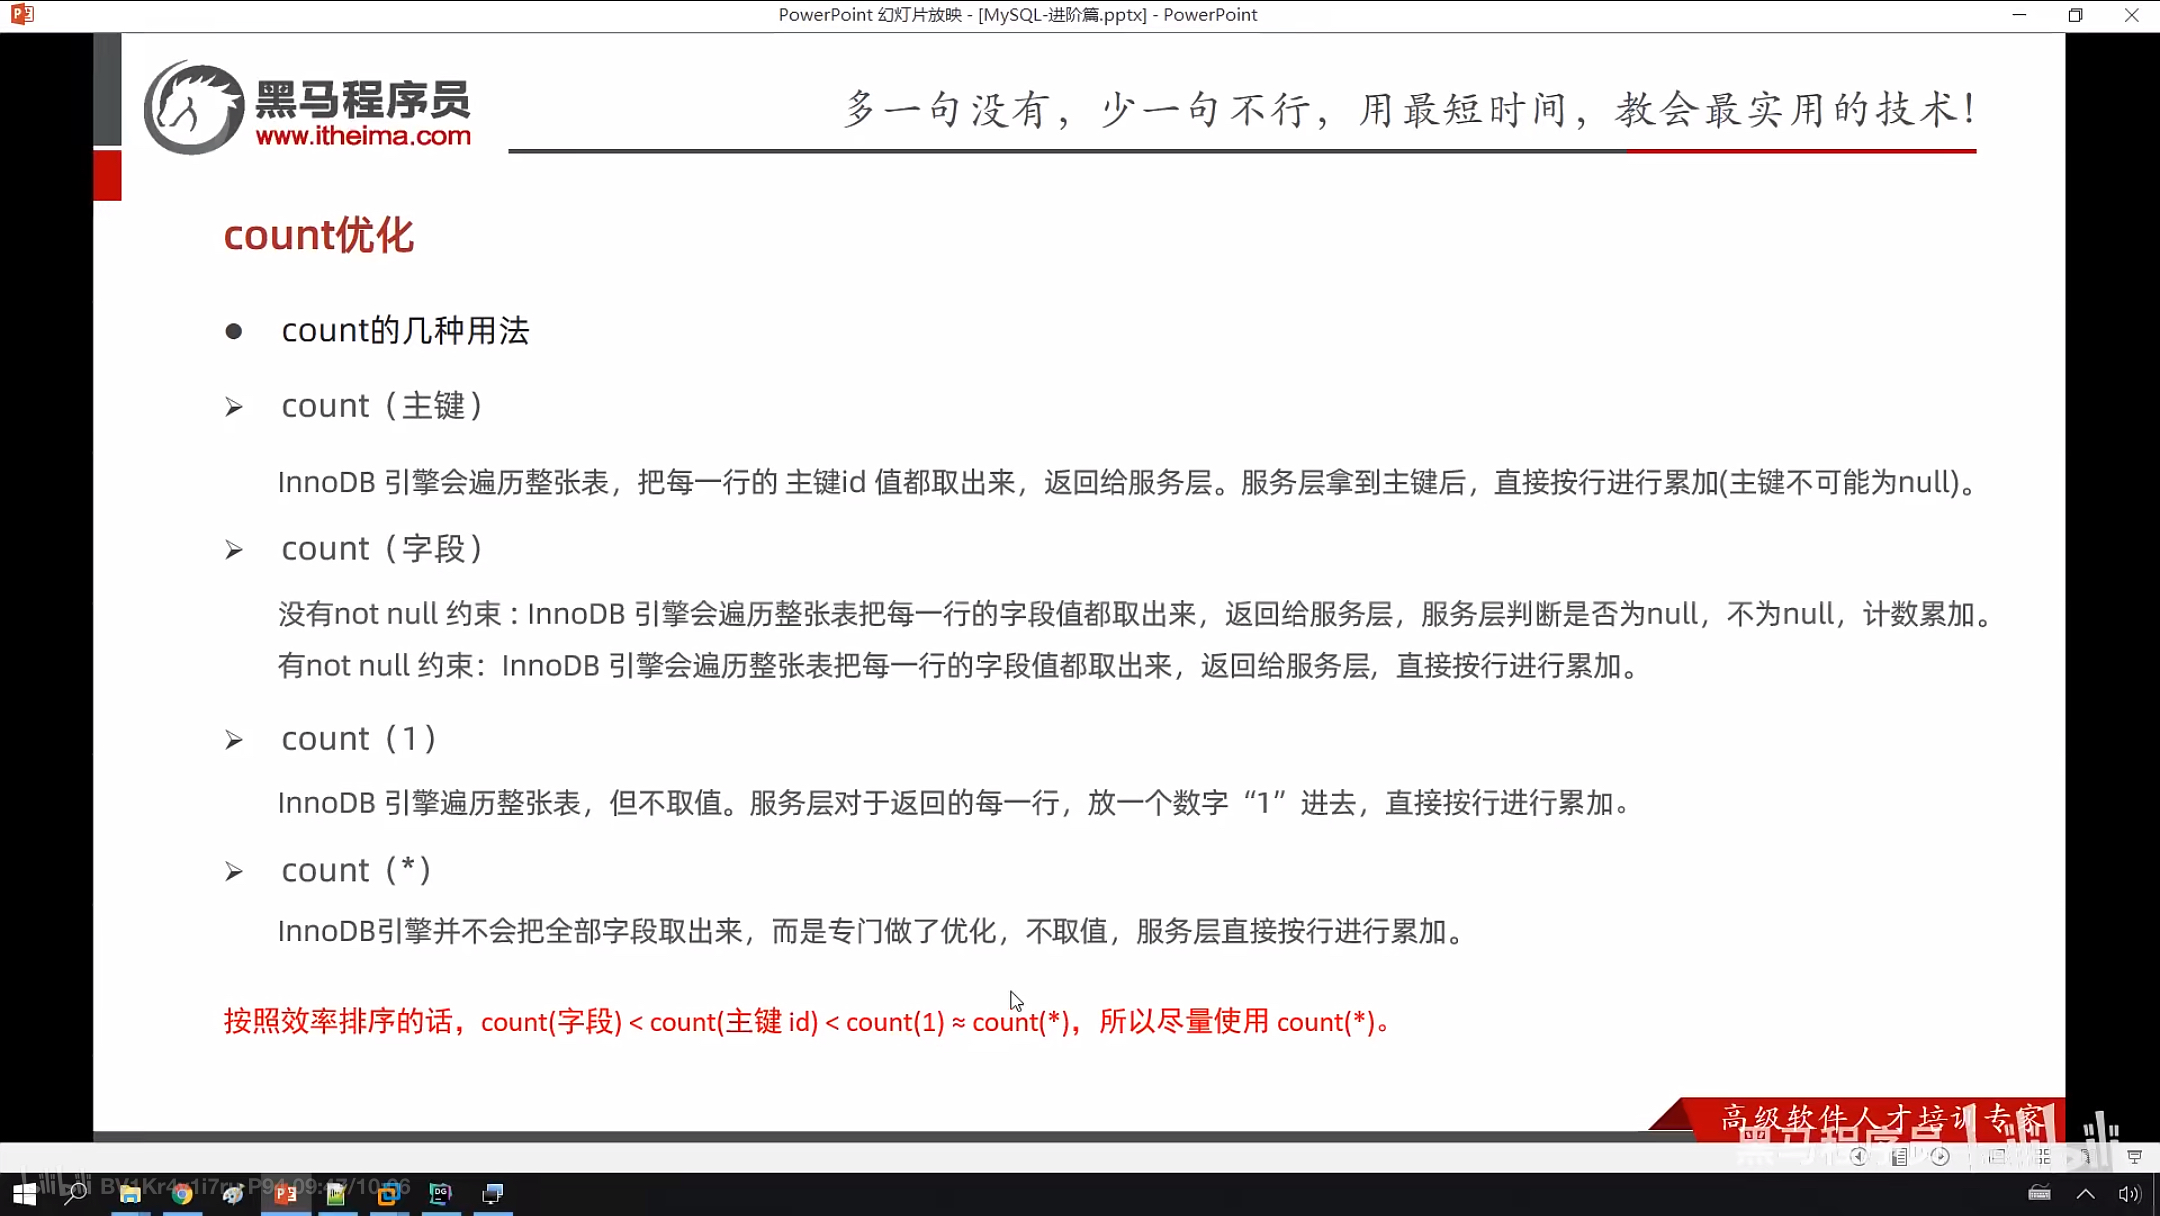 PowerPoint 幻灯片放映 - [MySQL-进阶篇.pptx] - PowerPoint
黑马程序员
www.itheima.com
多一句没有，少一句不行，用最短时间，教会最实用的技术！
count优化
● count的几种用法
➢ count（主键）
InnoDB 引擎会遍历整张表，把每一行的 主键id 值都取出来，返回给服务层。服务层拿到主键后，直接按行进行累加(主键不可能为null)。
➢ count（字段）
没有not null 约束 : InnoDB 引擎会遍历整张表把每一行的字段值都取出来，返回给服务层，服务层判断是否为null，不为null，计数累加。
有not null 约束：InnoDB 引擎会遍历整张表把每一行的字段值都取出来，返回给服务层，直接按行进行累加。
➢ count（1）
InnoDB 引擎遍历整张表，但不取值。服务层对于返回的每一行，放一个数字“1”进去，直接按行进行累加。
➢ count（*）
InnoDB引擎并不会把全部字段取出来，而是专门做了优化，不取值，服务层直接按行进行累加。
按照效率排序的话，count(字段) < count(主键 id) < count(1) ≈ count(*)，所以尽量使用 count(*)。
高级软件人才培训专家
黑马程序员